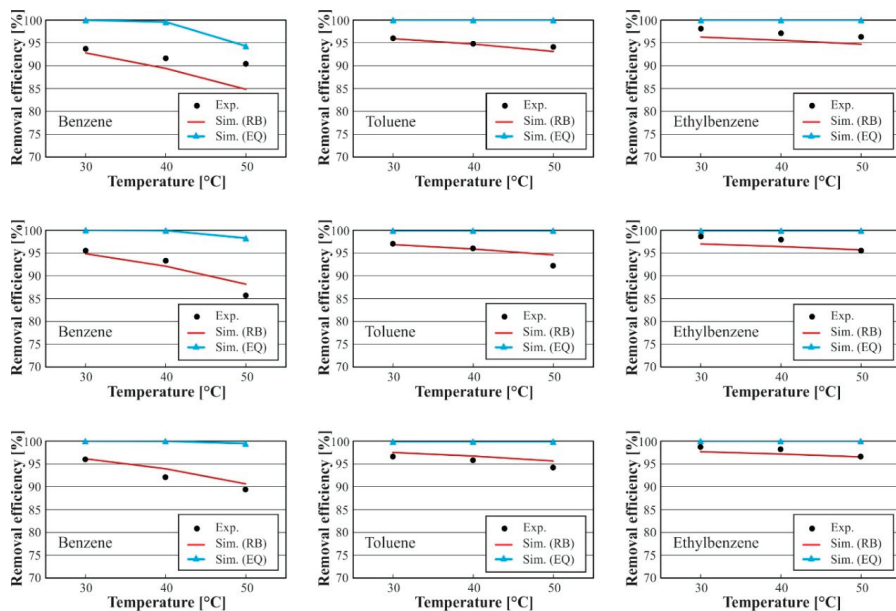 Removal efficiency [%]
100
95
90
85
80
75
70
Benzene
Exp.
Sim. (RB)
Sim. (EQ)
30
40
50
Temperature [°C]
Removal efficiency [%]
100
95
90
85
80
75
70
Toluene
Exp.
Sim. (RB)
Sim. (EQ)
30
40
50
Temperature [°C]
Removal efficiency [%]
100
95
90
85
80
75
70
Ethylbenzene
Exp.
Sim. (RB)
Sim. (EQ)
30
40
50
Temperature [°C]
Removal efficiency [%]
100
95
90
85
80
75
70
Benzene
Exp.
Sim. (RB)
Sim. (EQ)
30
40
50
Temperature [°C]
Removal efficiency [%]
100
95
90
85
80
75
70
Toluene
Exp.
Sim. (RB)
Sim. (EQ)
30
40
50
Temperature [°C]
Removal efficiency [%]
100
95
90
85
80
75
70
Ethylbenzene
Exp.
Sim. (RB)
Sim. (EQ)
30
40
50
Temperature [°C]
Removal efficiency [%]
100
95
90
85
80
75
70
Benzene
Exp.
Sim. (RB)
Sim. (EQ)
30
40
50
Temperature [°C]
Removal efficiency [%]
100
95
90
85
80
75
70
Toluene
Exp.
Sim. (RB)
Sim. (EQ)
30
40
50
Temperature [°C]
Removal efficiency [%]
100
95
90
85
80
75
70
Ethylbenzene
Exp.
Sim. (RB)
Sim. (EQ)
30
40
50
Temperature [°C]